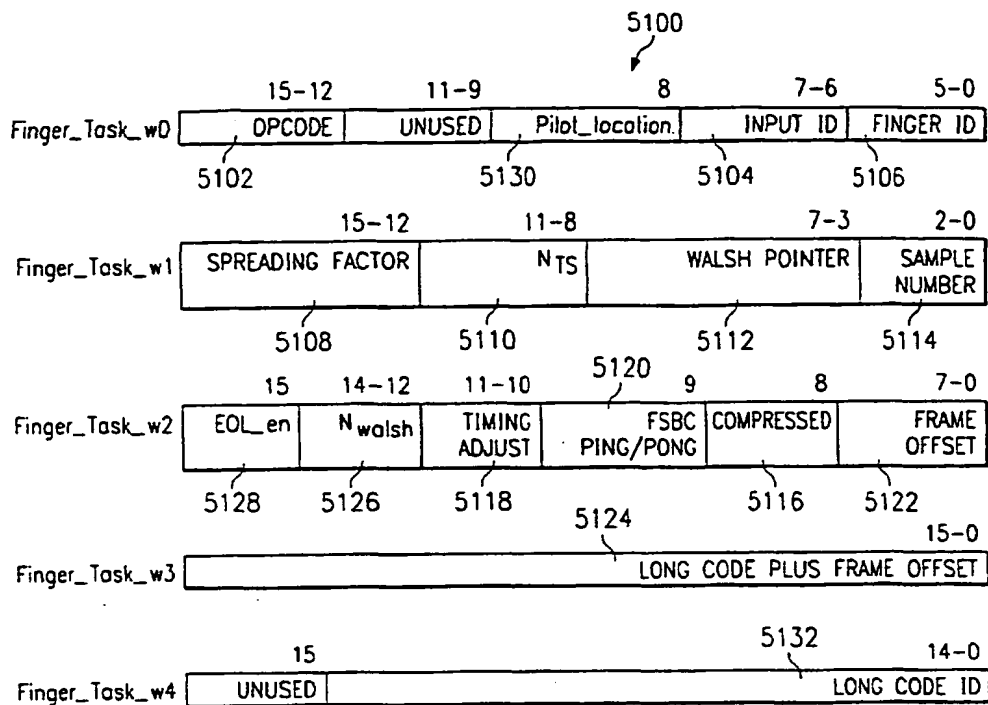 5100
15-12 11-9 8 7-6 5-0
Finger_Task_w0 OPCODE UNUSED Pilot_location. INPUT ID FINGER ID
5102 5130 5104 5106
15-12 11-8 7-3 2-0
Finger_Task_w1 SPREADING FACTOR NTS WALSH POINTER SAMPLE
NUMBER
5108 5110 5112 5114
5120
15 14-12 11-10 9 8 7-0
Finger_Task_w2 EOL_en Nwalsh TIMING FSBC COMPRESSED FRAME
ADJUST PING/PONG OFFSET
5128 5126 5118 5116 5122
5124
15-0
Finger_Task_w3 LONG CODE PLUS FRAME OFFSET
5132
15 14-0
Finger_Task_w4 UNUSED LONG CODE ID